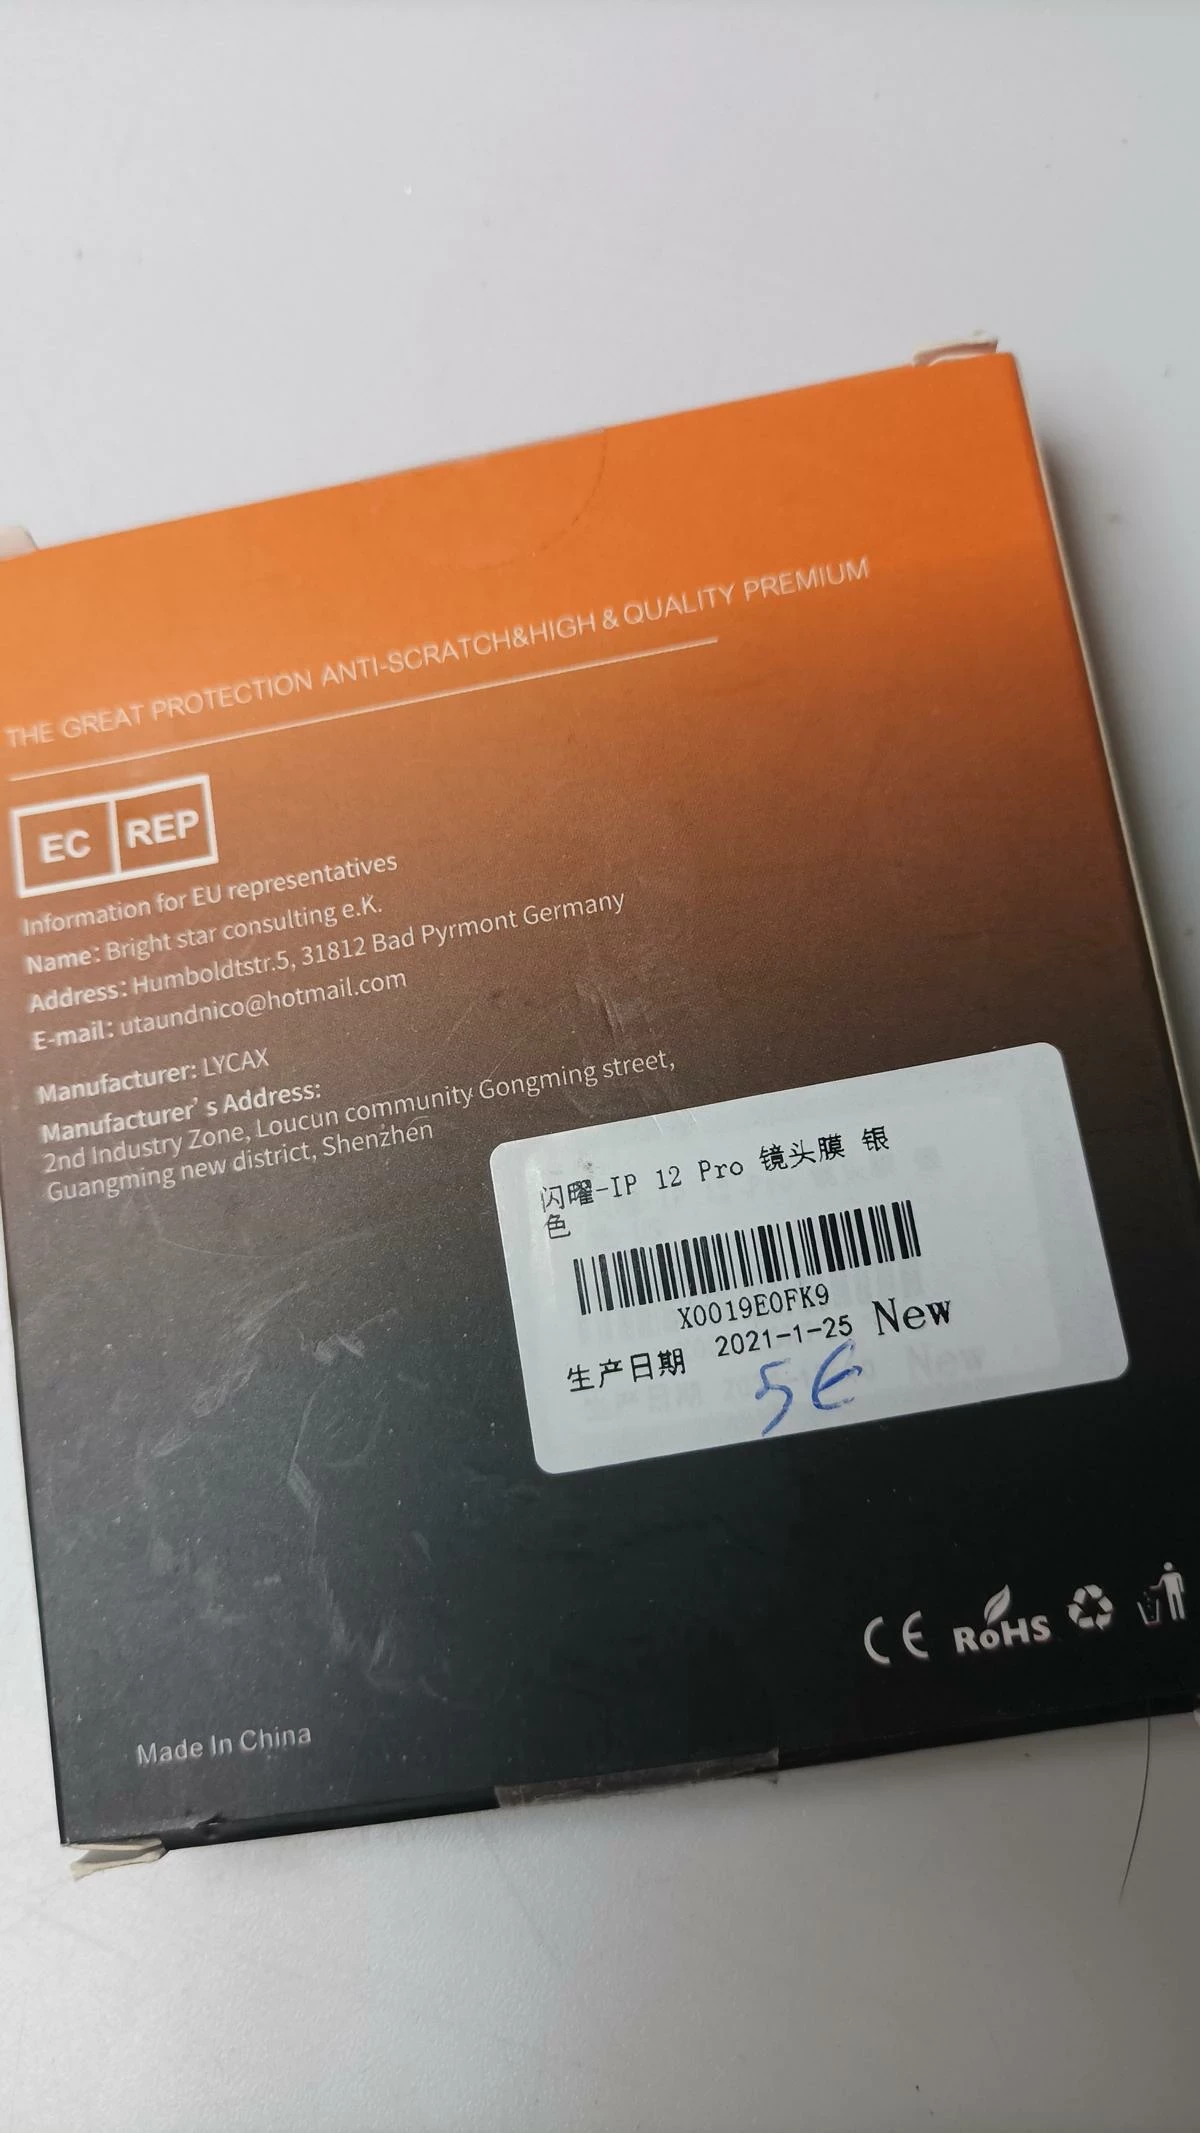 THE GREAT PROTECTION ANTI-SCRATCH&HIGH & QUALITY PREMIUM
EC REP
Information for EU representatives
Name: Bright star consulting e.K.
Address: Humboldtstr.5, 31812 Bad Pyrmont Germany
E-mail: utaundnico@hotmail.com
Manufacturer: LYCAX
Manufacturer's Address:
2nd Industry Zone, Loucun community Gongming street,
Guangming new district, Shenzhen
闪曜-IP 12 Pro 镜头膜 银
色
X0019E0FK9
生产日期 2021-1-25 New
5€
CE RoHS
Made In China